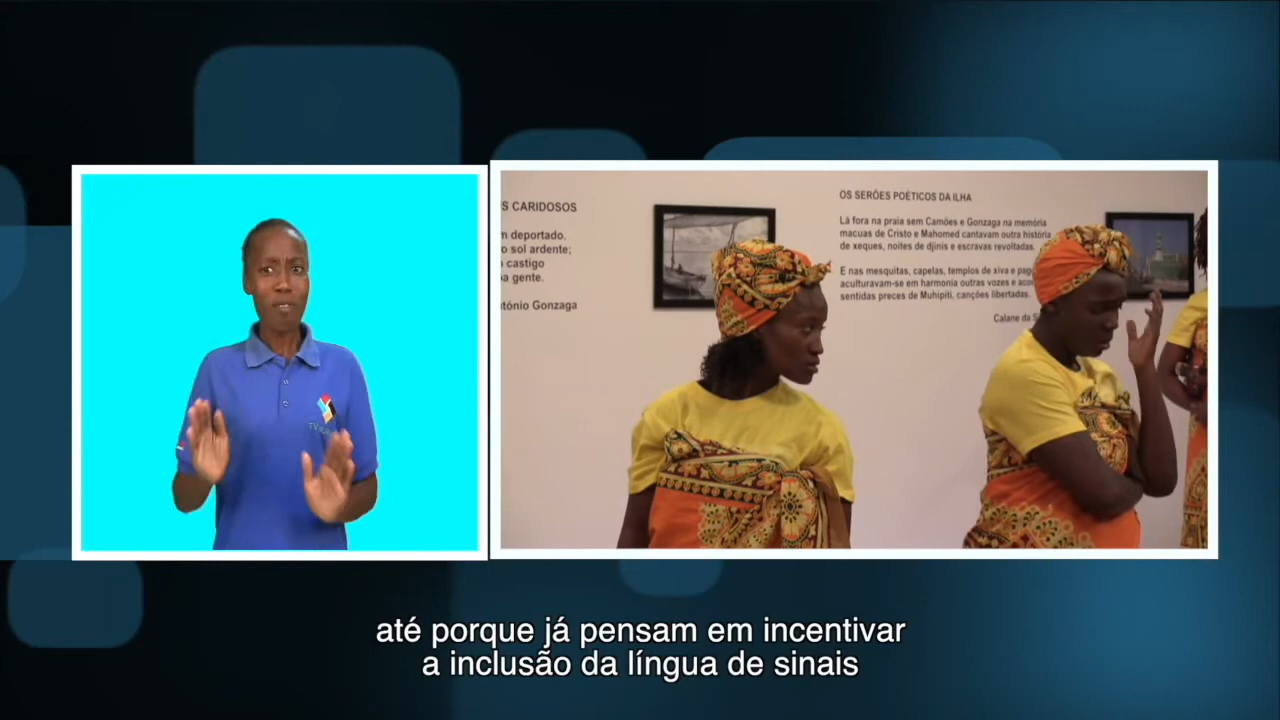 S CARIDOSOS
deportado,
sol ardente;
castigo
gente.
Gonzaga
OS SERÕES POÉTICOS DA ILHA
Lá fora na praia sem Camões e Gonzaga na memória
macuas de Cristo e Mahomed cantavam outra história
de xeques, noites de djinis e escravas revoltadas.
E nas mesquitas, capelas, templos de xiva e
aculturavam-se em harmonia outras vozes e
sentidas preces de Muhipiti, canções libertadas.
Calane da
TV
até porque já pensam em incentivar
a inclusão da língua de sinais